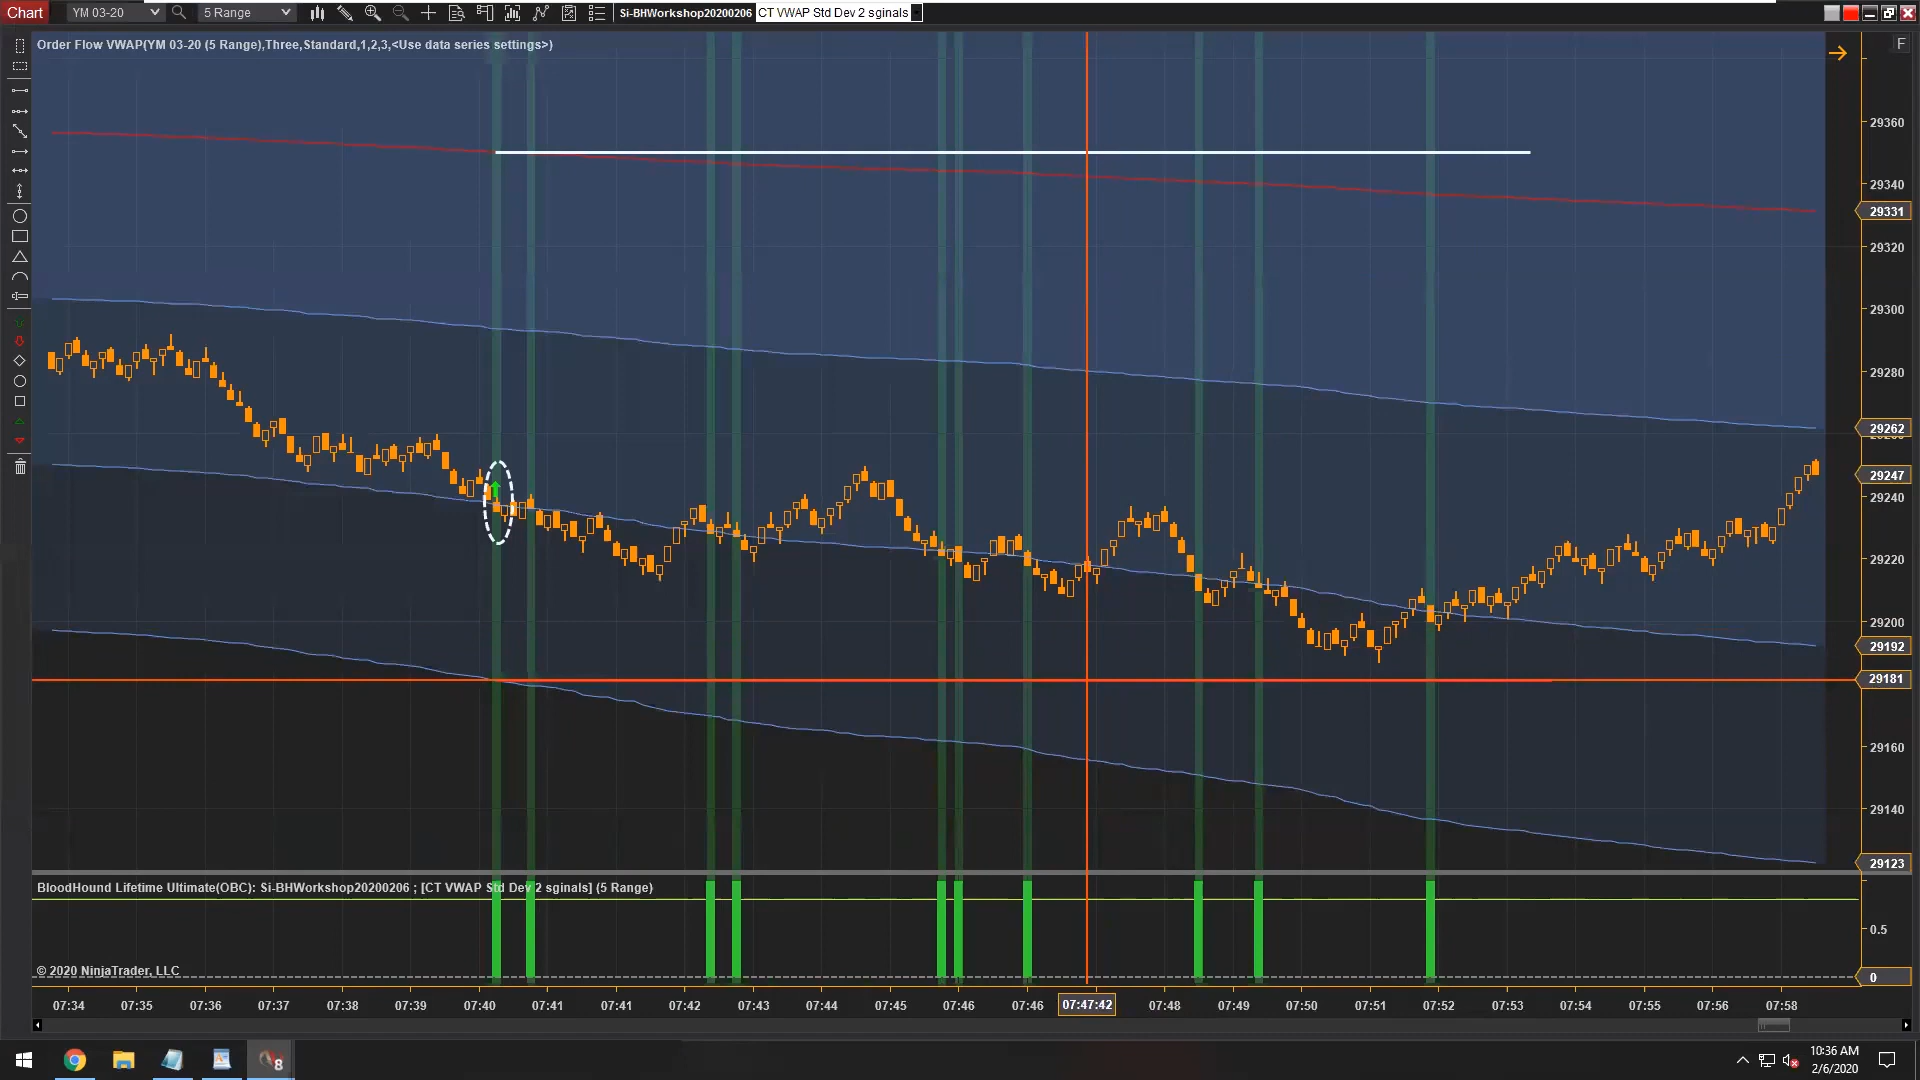 Chart
YM 03-20
5 Range
Si-BHWorkshop20200206
CT VWAP Std Dev 2 sginals
Order Flow VWAP(YM 03-20 (5 Range),Three,Standard,1,2,3,<Use data series settings>)
F
29360
29340
29331
29320
29300
29280
29262
29247
29240
29220
29200
29192
29181
29160
29140
29123
BloodHound Lifetime Ultimate(OBC): Si-BHWorkshop20200206 ; [CT VWAP Std Dev 2 sginals] (5 Range)
0.5
© 2020 NinjaTrader, LLC
0
07:34 07:35 07:36 07:37 07:38 07:39 07:40 07:41 07:41 07:42 07:43 07:44 07:45 07:46 07:46 07:47:42 07:48 07:49 07:50 07:51 07:52 07:53 07:54 07:55 07:56 07:58
8
10:36 AM
2/6/2020